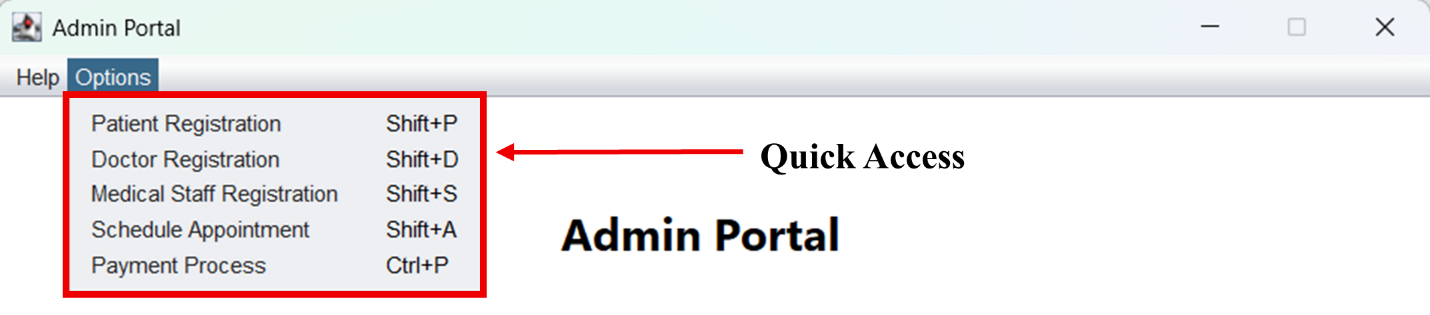 Admin Portal
Help Options
Patient Registration Shift+P
Doctor Registration Shift+D
Medical Staff Registration Shift+S
Schedule Appointment Shift+A
Payment Process Ctrl+P
Quick Access
Admin Portal